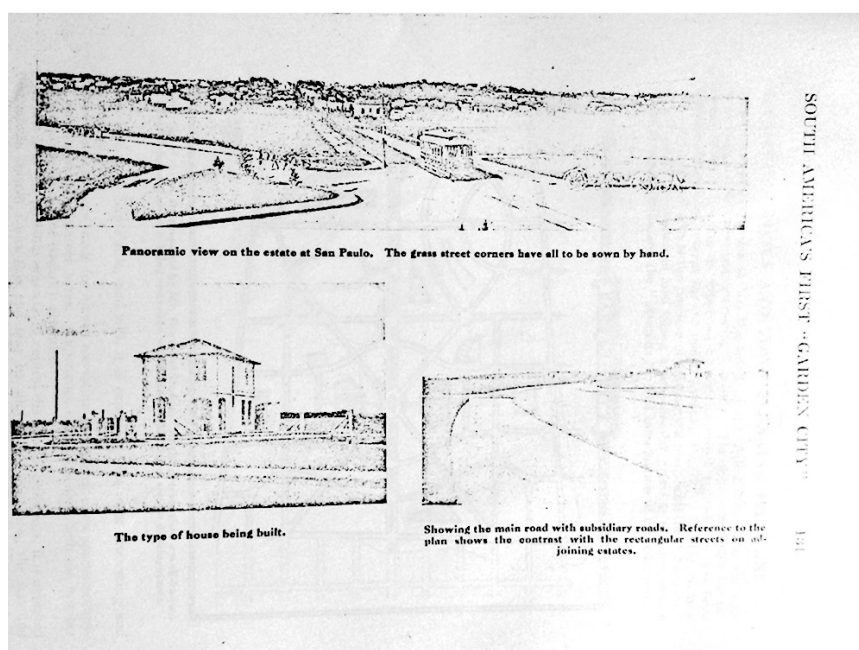 SOUTH AMERICA'S FIRST "GARDEN CITY" 181
Panoramic view on the estate at San Paulo. The grass street corners have all to be sown by hand.
The type of house being built.
Showing the main road with subsidiary roads. Reference to the
plan shows the contrast with the rectangular streets on ad-
joining estates.